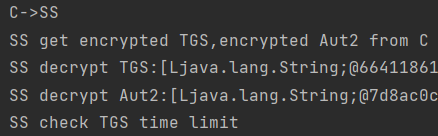 C->SS
SS get encrypted TGS,encrypted Aut2 from C
SS decrypt TGS:[Ljava.lang.String;@66411861
SS decrypt Aut2:[Ljava.lang.String;@7d8ac0c
SS check TGS time limit